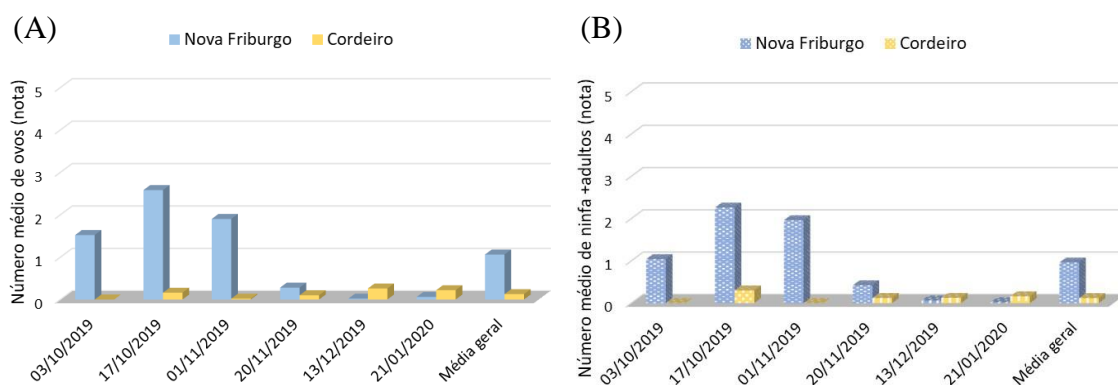 (A)
Nova Friburgo
Cordeiro
Número médio de ovos (nota)
5
4
3
2
1
0
03/10/2019
17/10/2019
01/11/2019
20/11/2019
13/12/2019
21/01/2020
Média geral
(B)
Nova Friburgo
Cordeiro
Número médio de ninfa +adultos (nota)
5
4
3
2
1
0
03/10/2019
17/10/2019
01/11/2019
20/11/2019
13/12/2019
21/01/2020
Média geral